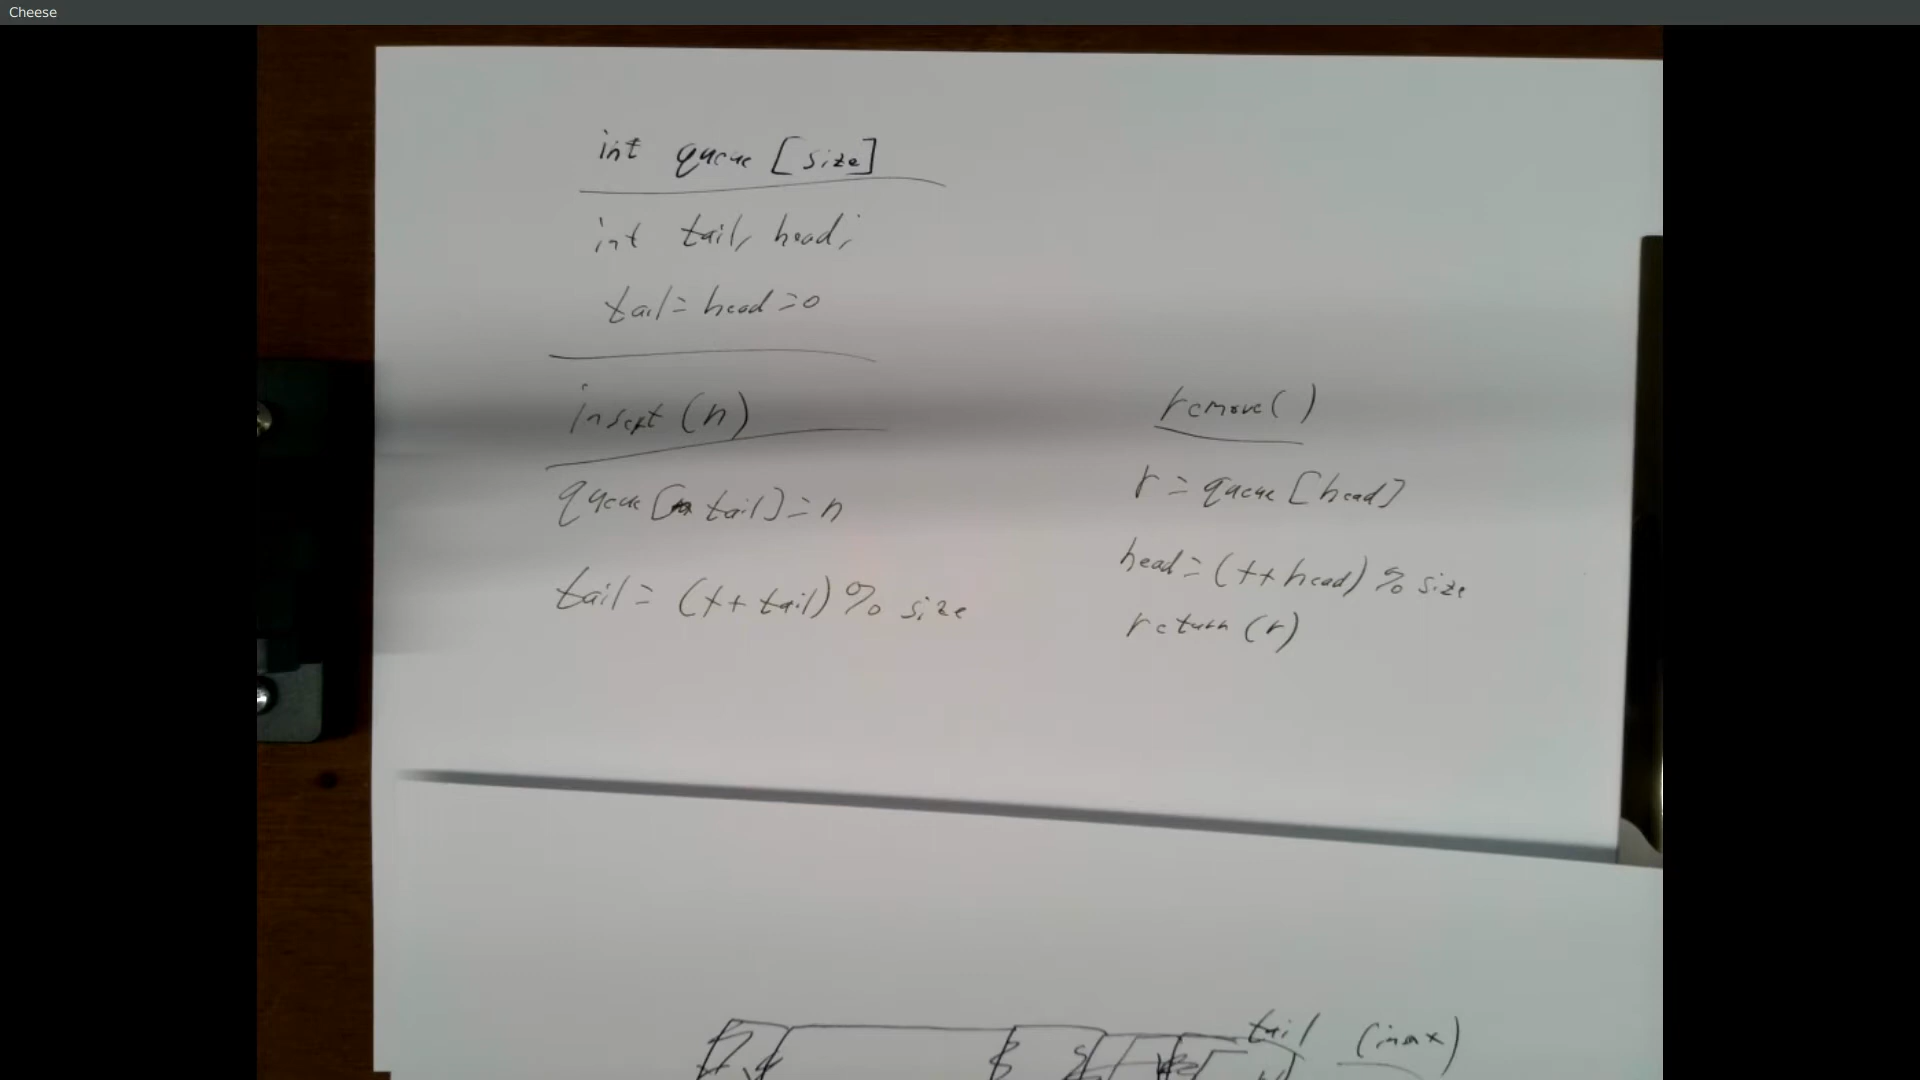 Cheese
int queue [size]
int tail, head;
tail = head = 0
insert (n)
queue [tail] = n
tail = (++ tail) % size
remove ( )
r = queue [head]
head = (++ head) % size
return (r)
tail (max)